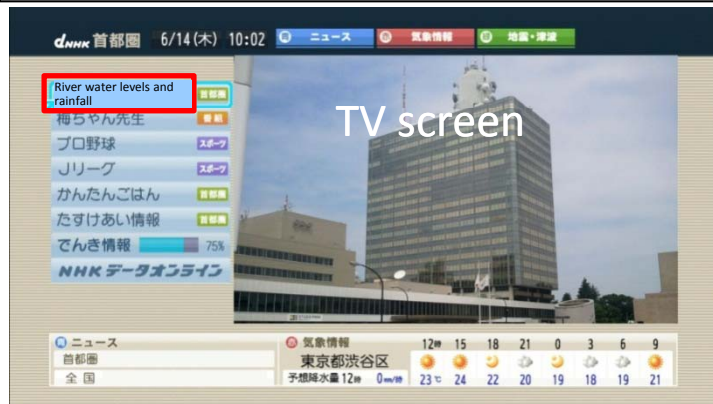 dNHK 首都圏 6/14(木) 10:02 ニュース 気象情報 地震・津波
River water levels and
rainfall
首都圏
梅ちゃん先生 番組
プロ野球 スポーツ
Jリーグ スポーツ
かんたんごはん 首都圏
たすけあい情報 首都圏
でんき情報 75%
NHKデータオンライン
TV screen
ニュース
首都圏
全国
気象情報
東京都渋谷区
予想降水量 12時 0mm/時
12時 15 18 21 0 3 6 9
23℃ 24 22 20 19 18 19 21